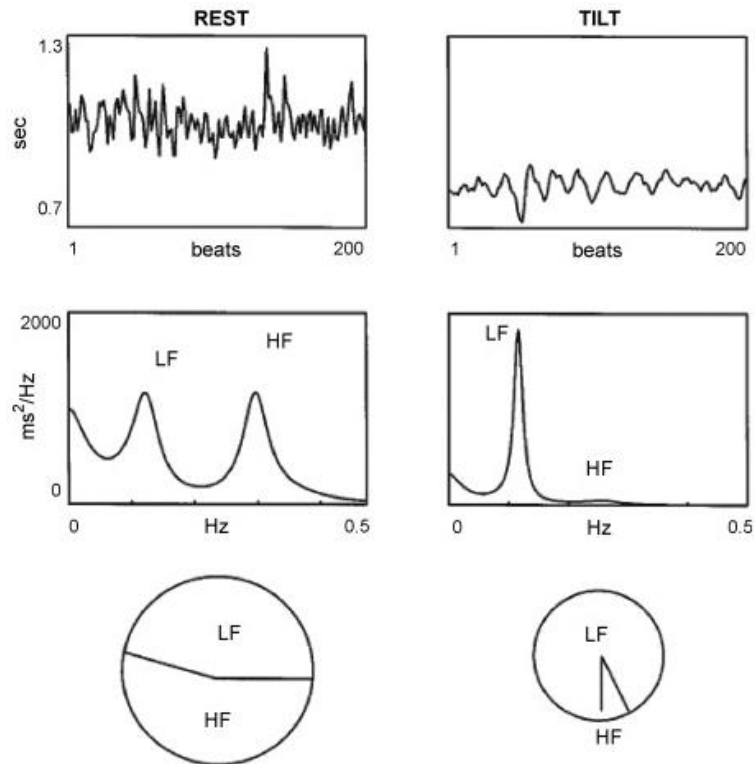 REST
TILT
1.3
sec
0.7
1
beats
200
1
beats
200
2000
LF
HF
ms²/Hz
0
0
Hz
0.5
LF
HF
0
Hz
0.5
LF
HF
LF
HF